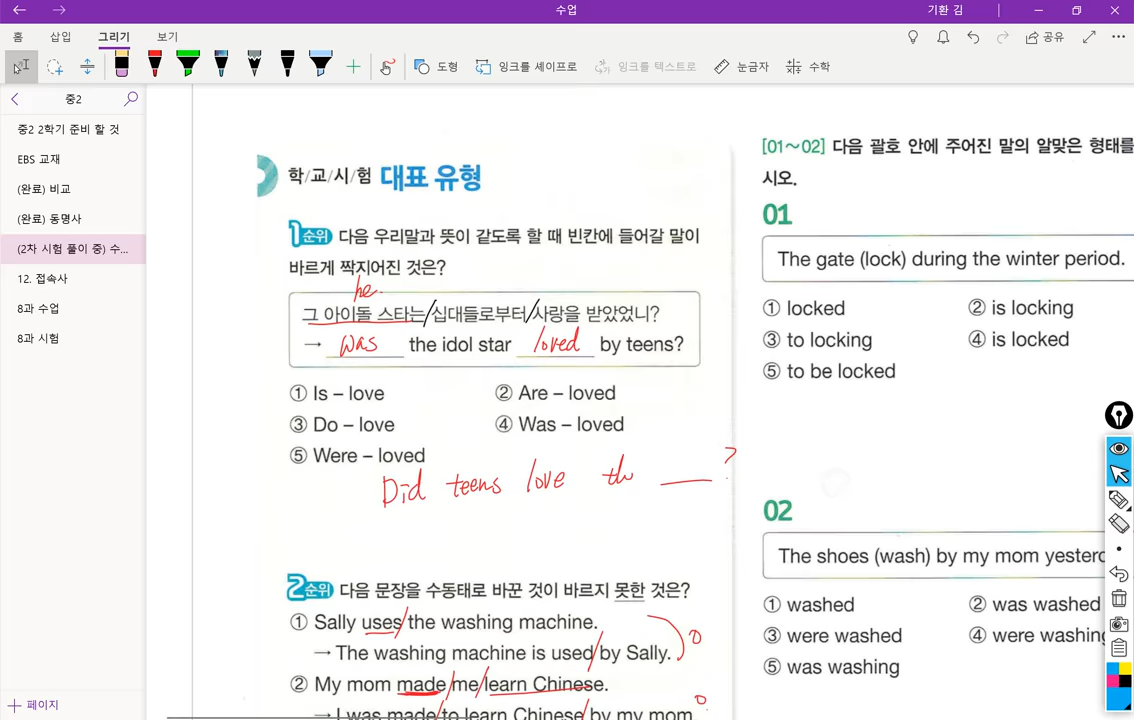 수업
기환 김
홈 삽입 그리기 보기
도형 잉크를 셰이프로 잉크를 텍스트로 눈금자 수학 공유
중2
중2 2학기 준비 할 것
EBS 교재
(완료) 비교
(완료) 동명사
(2차 시험 풀이 중) 수...
12. 접속사
8과 수업
8과 시험
페이지
학/교/시/험 대표 유형
1순위 다음 우리말과 뜻이 같도록 할 때 빈칸에 들어갈 말이
바르게 짝지어진 것은?
he
그 아이돌 스타는/십대들로부터/사랑을 받았었니?
→ was the idol star loved by teens?
① Is – love ② Are – loved
③ Do – love ④ Was – loved
⑤ Were – loved
Did teens love the ____?
2순위 다음 문장을 수동태로 바꾼 것이 바르지 못한 것은?
① Sally uses/the washing machine.
→ The washing machine is used/by Sally.
② My mom made/me/learn Chinese.
→ I was made/to learn Chinese/by my mom.
[01～02] 다음 괄호 안에 주어진 말의 알맞은 형태를
시오.
01
The gate (lock) during the winter period.
① locked ② is locking
③ to locking ④ is locked
⑤ to be locked
02
The shoes (wash) by my mom yesterd
① washed ② was washed
③ were washed ④ were washing
⑤ was washing